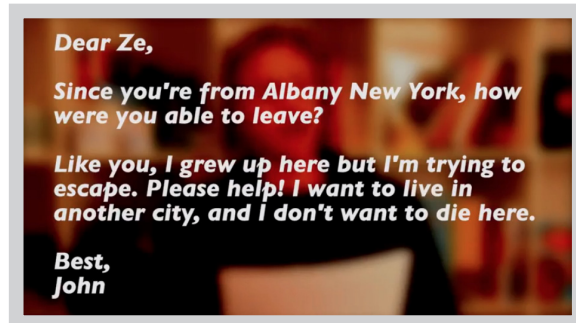 Dear Ze,
Since you're from Albany New York, how
were you able to leave?
Like you, I grew up here but I'm trying to
escape. Please help! I want to live in
another city, and I don't want to die here.
Best,
John